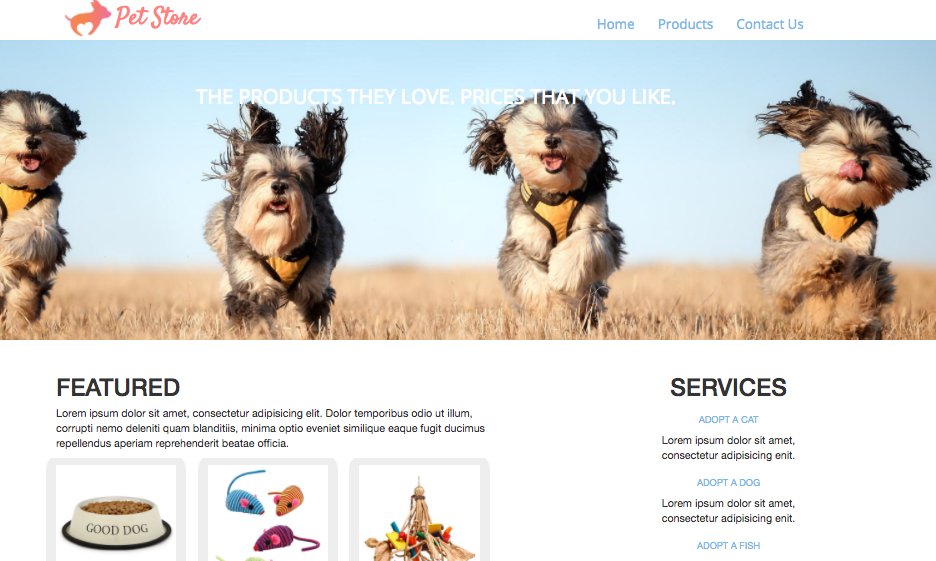 Pet Store
Home Products Contact Us
THE PRODUCTS THEY LOVE. PRICES THAT YOU LIKE.
FEATURED
Lorem ipsum dolor sit amet, consectetur adipisicing elit. Dolor temporibus odio ut illum,
corrupti nemo deleniti quam blanditiis, minima optio eveniet similique eaque fugit ducimus
repellendus aperiam reprehenderit beatae officia.
GOOD DOG
SERVICES
ADOPT A CAT
Lorem ipsum dolor sit amet,
consectetur adipisicing enit.
ADOPT A DOG
Lorem ipsum dolor sit amet,
consectetur adipisicing enit.
ADOPT A FISH